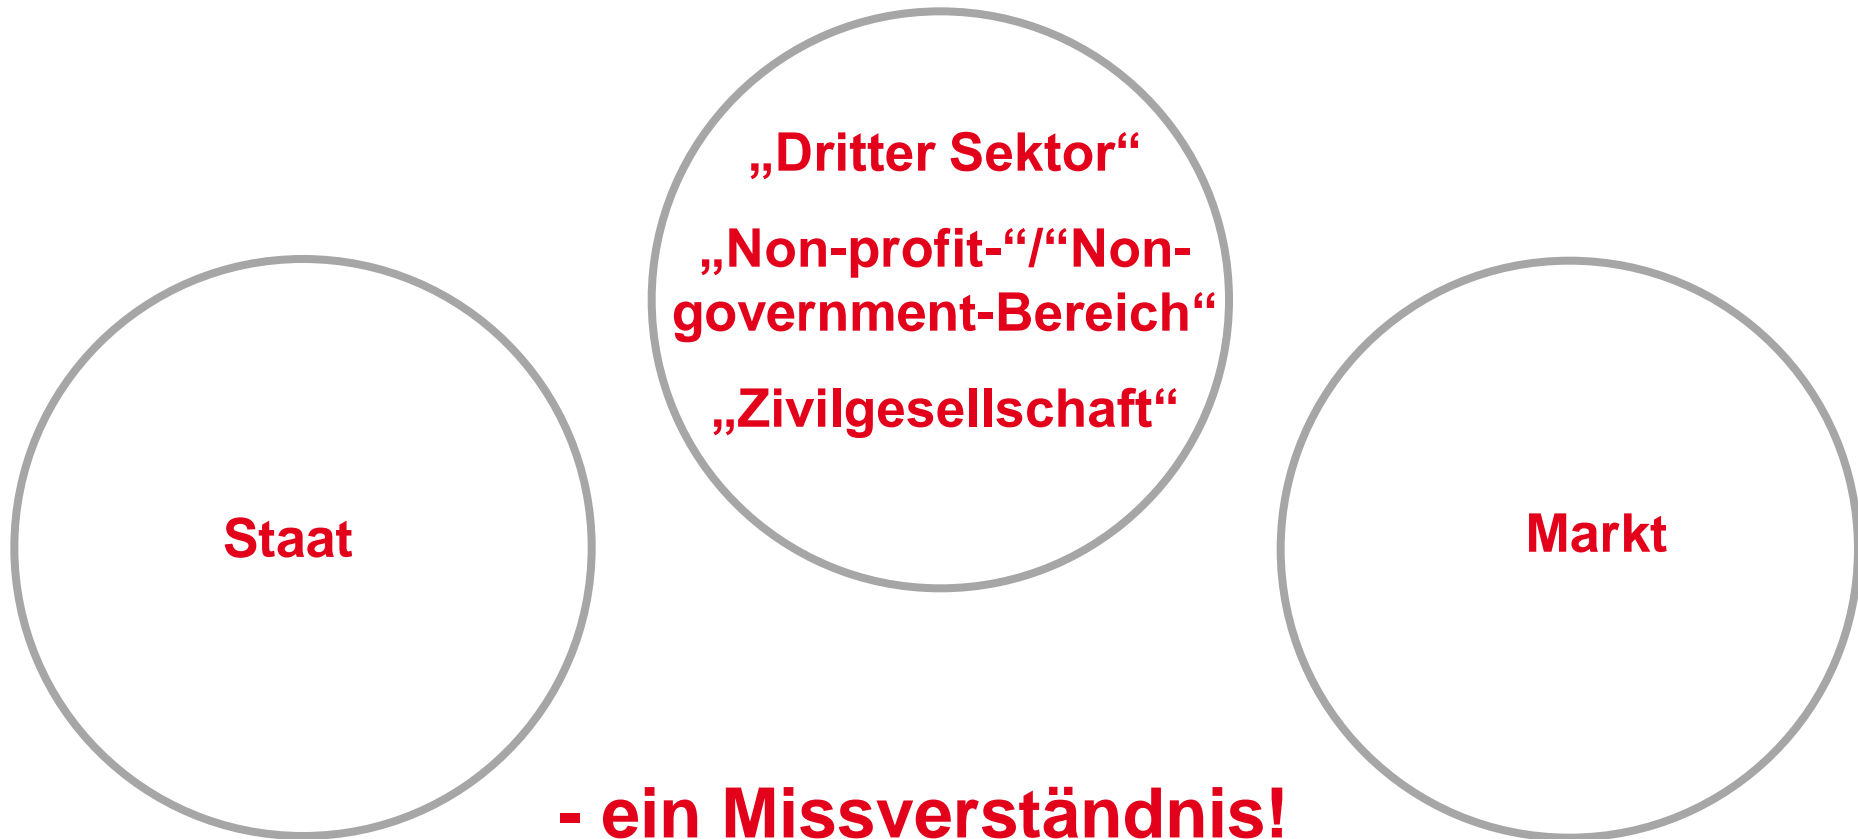 „Dritter Sektor“
„Non-profit-“/“Non-
government-Bereich“
„Zivilgesellschaft“
Staat
Markt
- ein Missverständnis!